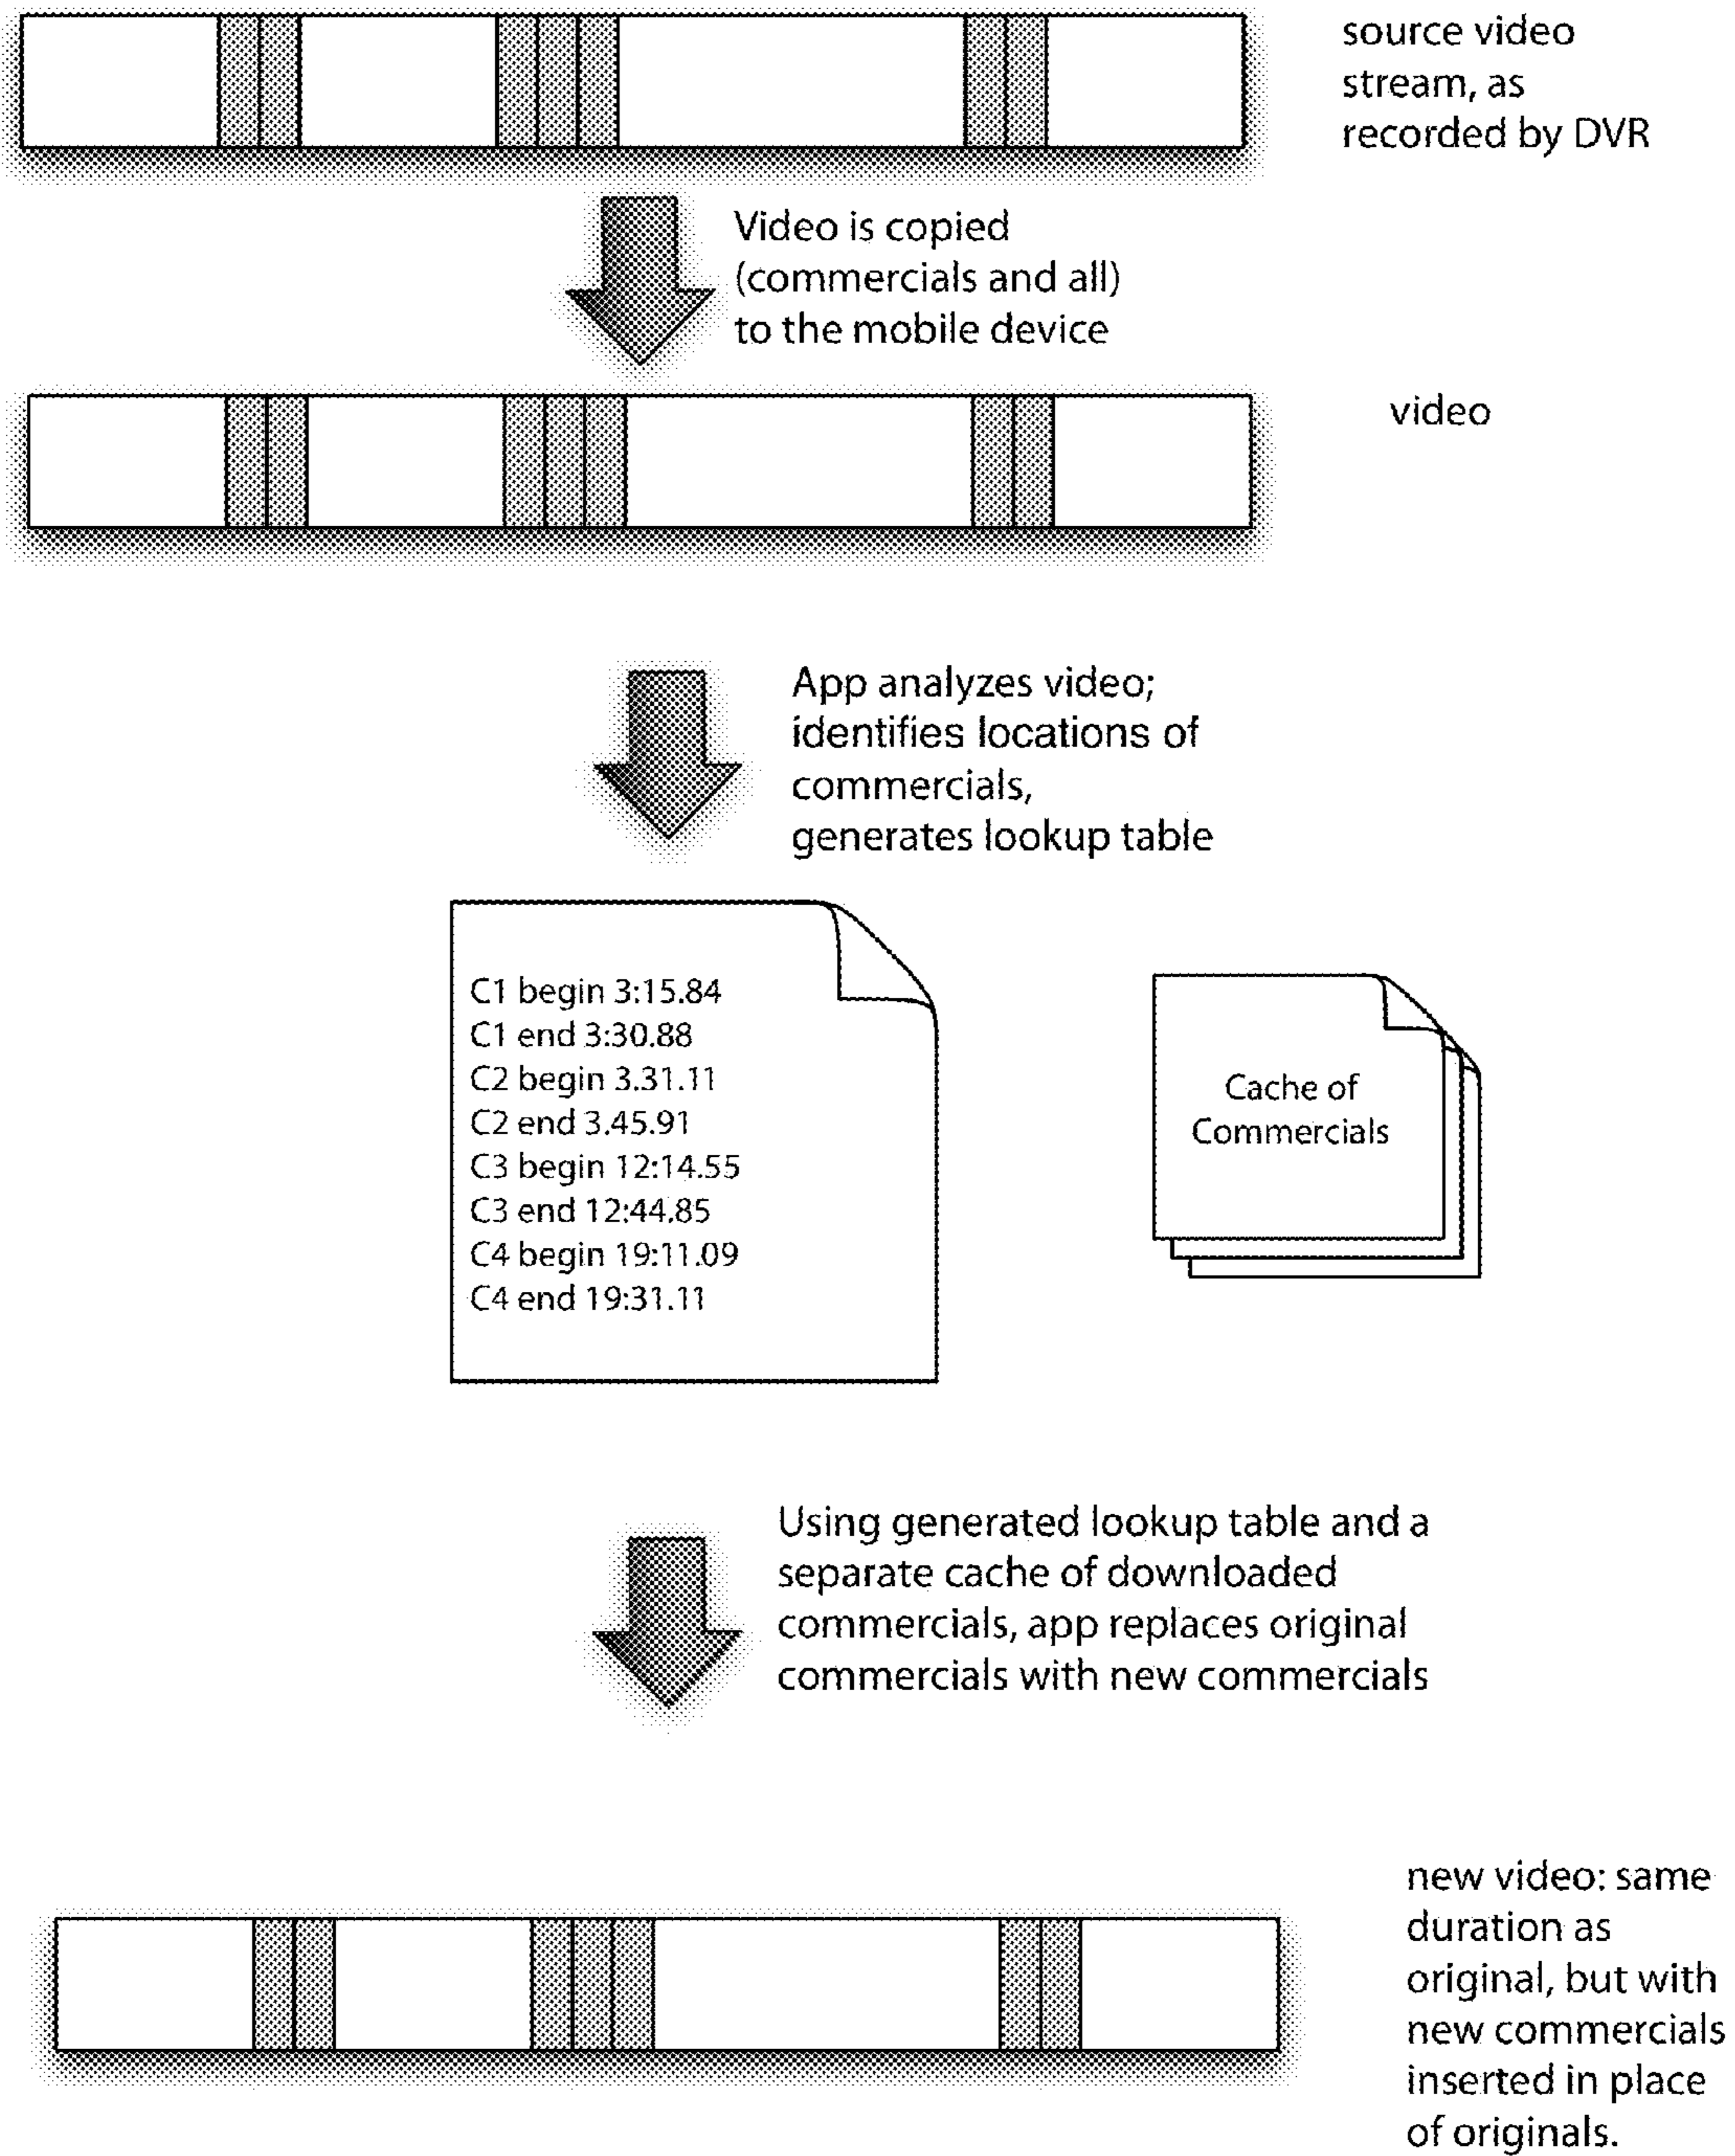 source video
stream, as
recorded by DVR
Video is copied
(commercials and all)
to the mobile device
video
App analyzes video;
identifies locations of
commercials,
generates lookup table
C1 begin 3:15.84
C1 end 3:30.88
C2 begin 3.31.11
C2 end 3.45.91
C3 begin 12:14.55
C3 end 12:44.85
C4 begin 19:11.09
C4 end 19:31.11
Cache of
Commercials
Using generated lookup table and a
separate cache of downloaded
commercials, app replaces original
commercials with new commercials
new video: same
duration as
original, but with
new commercials
inserted in place
of originals.